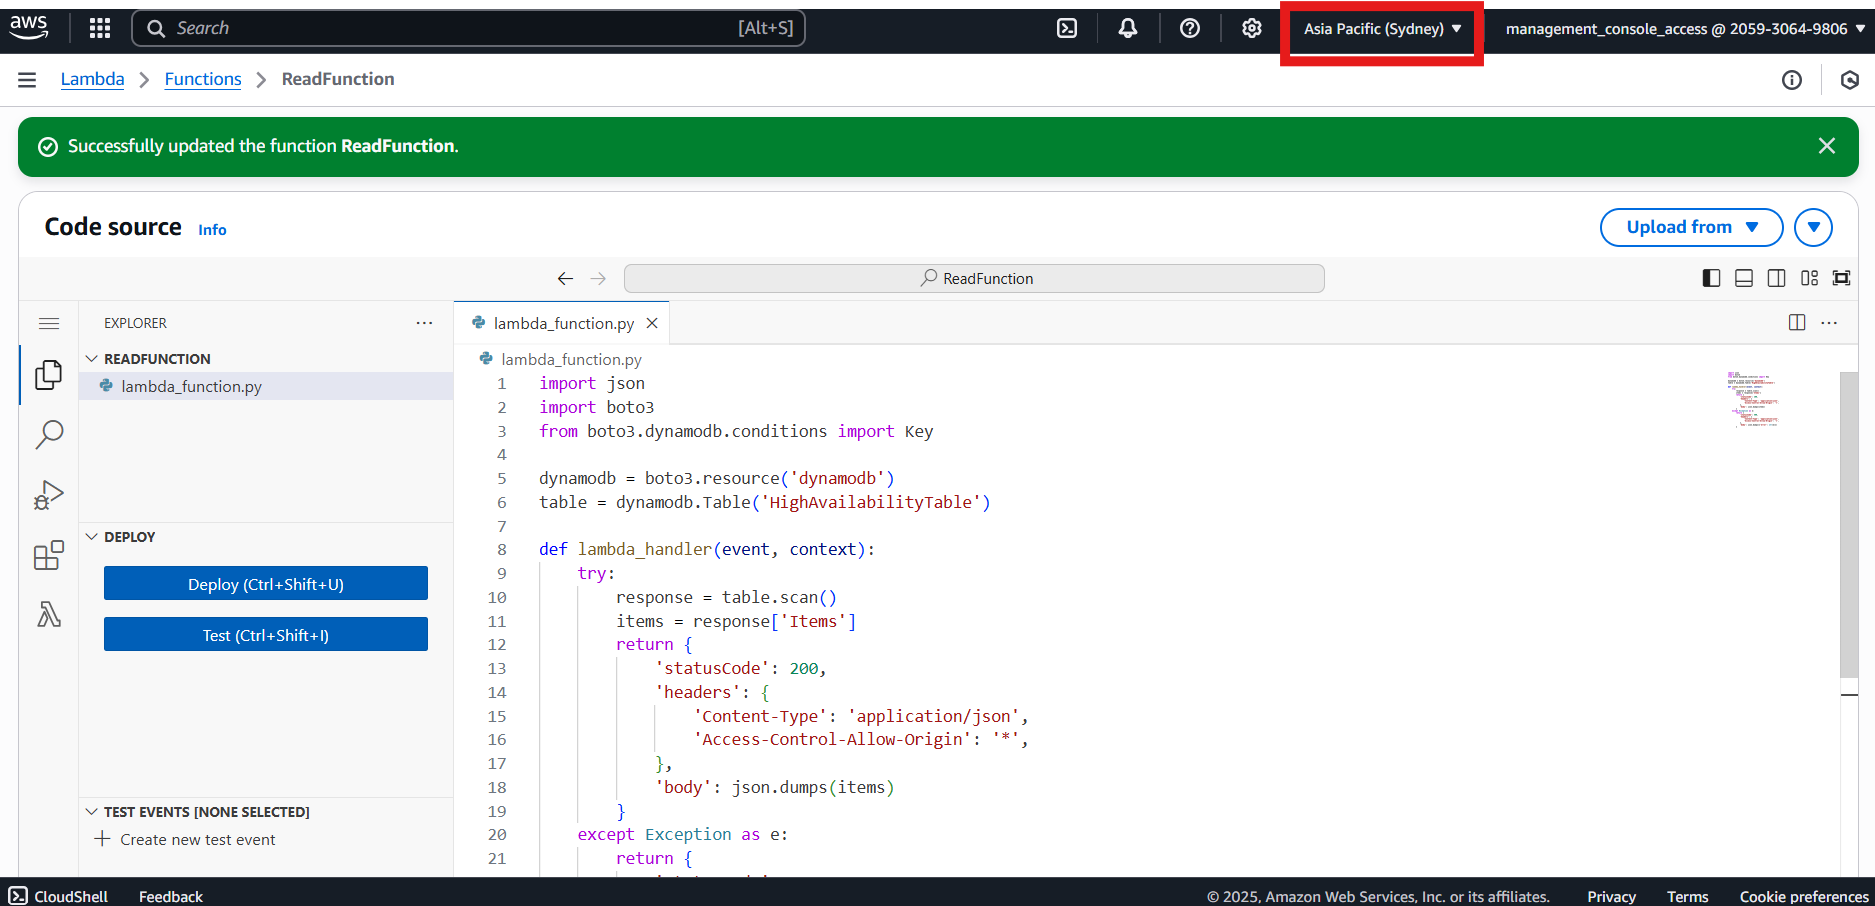 aws Search [Alt+S] Asia Pacific (Sydney) management_console_access @ 2059-3064-9806
Lambda Functions ReadFunction
Successfully updated the function ReadFunction.
Code source Info Upload from
ReadFunction
EXPLORER
READFUNCTION
lambda_function.py
DEPLOY
Deploy (Ctrl+Shift+U)
Test (Ctrl+Shift+I)
TEST EVENTS [NONE SELECTED]
Create new test event
lambda_function.py
lambda_function.py
1 import json
2 import boto3
3 from boto3.dynamodb.conditions import Key
4
5 dynamodb = boto3.resource('dynamodb')
6 table = dynamodb.Table('HighAvailabilityTable')
7
8 def lambda_handler(event, context):
9 try:
10 response = table.scan()
11 items = response['Items']
12 return {
13 'statusCode': 200,
14 'headers': {
15 'Content-Type': 'application/json',
16 'Access-Control-Allow-Origin': '*',
17 },
18 'body': json.dumps(items)
19 }
20 except Exception as e:
21 return {
CloudShell Feedback © 2025, Amazon Web Services, Inc. or its affiliates. Privacy Terms Cookie preferences